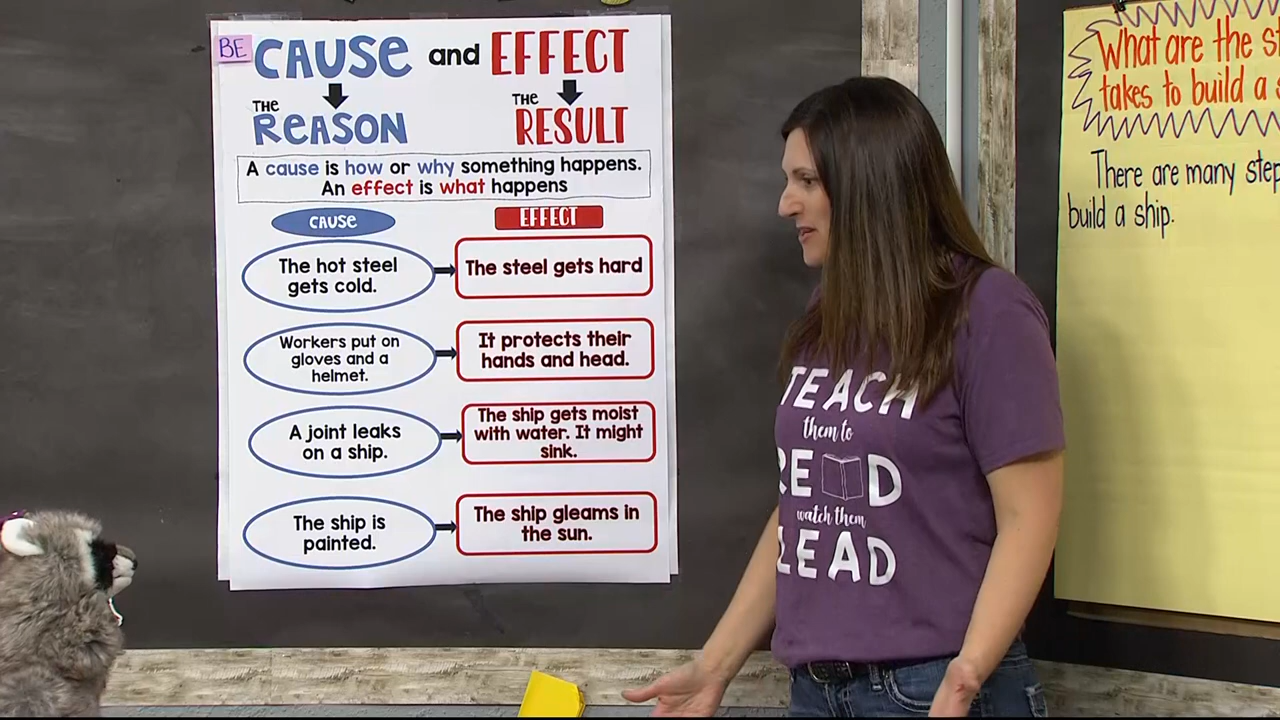 BE CAUSE and EFFECT
THE REASON
THE RESULT
A cause is how or why something happens.
An effect is what happens
CAUSE
EFFECT
The hot steel
gets cold.
The steel gets hard
Workers put on
gloves and a
helmet.
It protects their
hands and head.
A joint leaks
on a ship.
The ship gets moist
with water. It might
sink.
The ship is
painted.
The ship gleams in
the sun.
TEACH
them to
READ
watch them
LEAD
What are the st
takes to build a s
There are many step
build a ship.